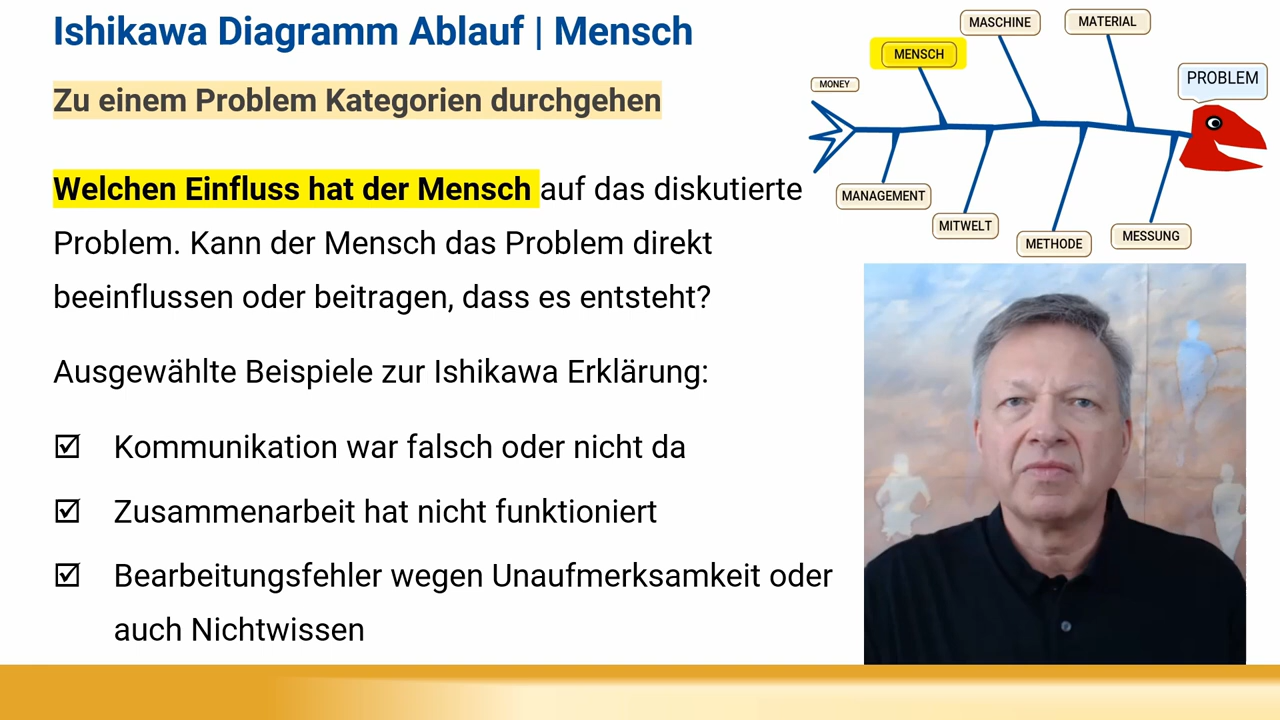 Ishikawa Diagramm Ablauf | Mensch
Zu einem Problem Kategorien durchgehen
Welchen Einfluss hat der Mensch auf das diskutierte
Problem. Kann der Mensch das Problem direkt
beeinflussen oder beitragen, dass es entsteht?
Ausgewählte Beispiele zur Ishikawa Erklärung:
☑ Kommunikation war falsch oder nicht da
☑ Zusammenarbeit hat nicht funktioniert
☑ Bearbeitungsfehler wegen Unaufmerksamkeit oder
auch Nichtwissen
MASCHINE
MATERIAL
MENSCH
PROBLEM
MONEY
MANAGEMENT
MITWELT
METHODE
MESSUNG